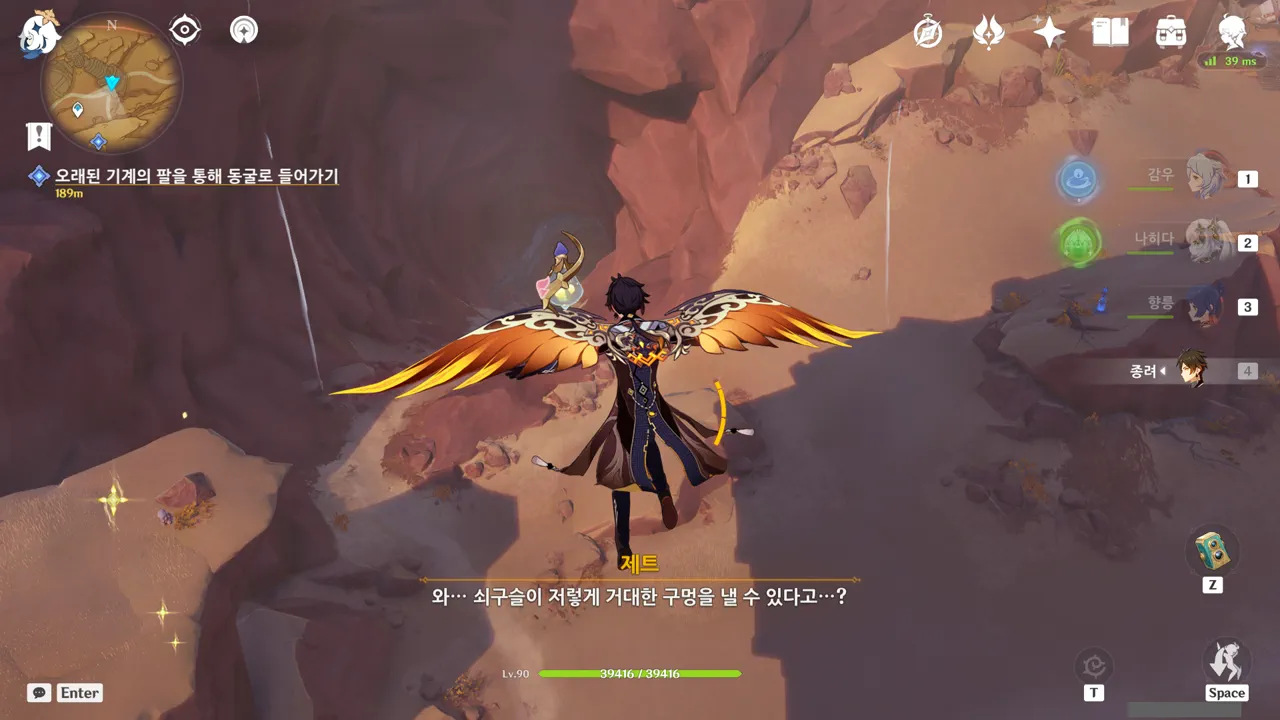 N
39 ms
오래된 기계의 팔을 통해 동굴로 들어가기
189m
감우
1
나히다
2
향릉
3
종려
4
Z
제트
와… 쇠구슬이 저렇게 거대한 구멍을 낼 수 있다고…?
Lv.90
39416 / 39416
Enter
T
Space